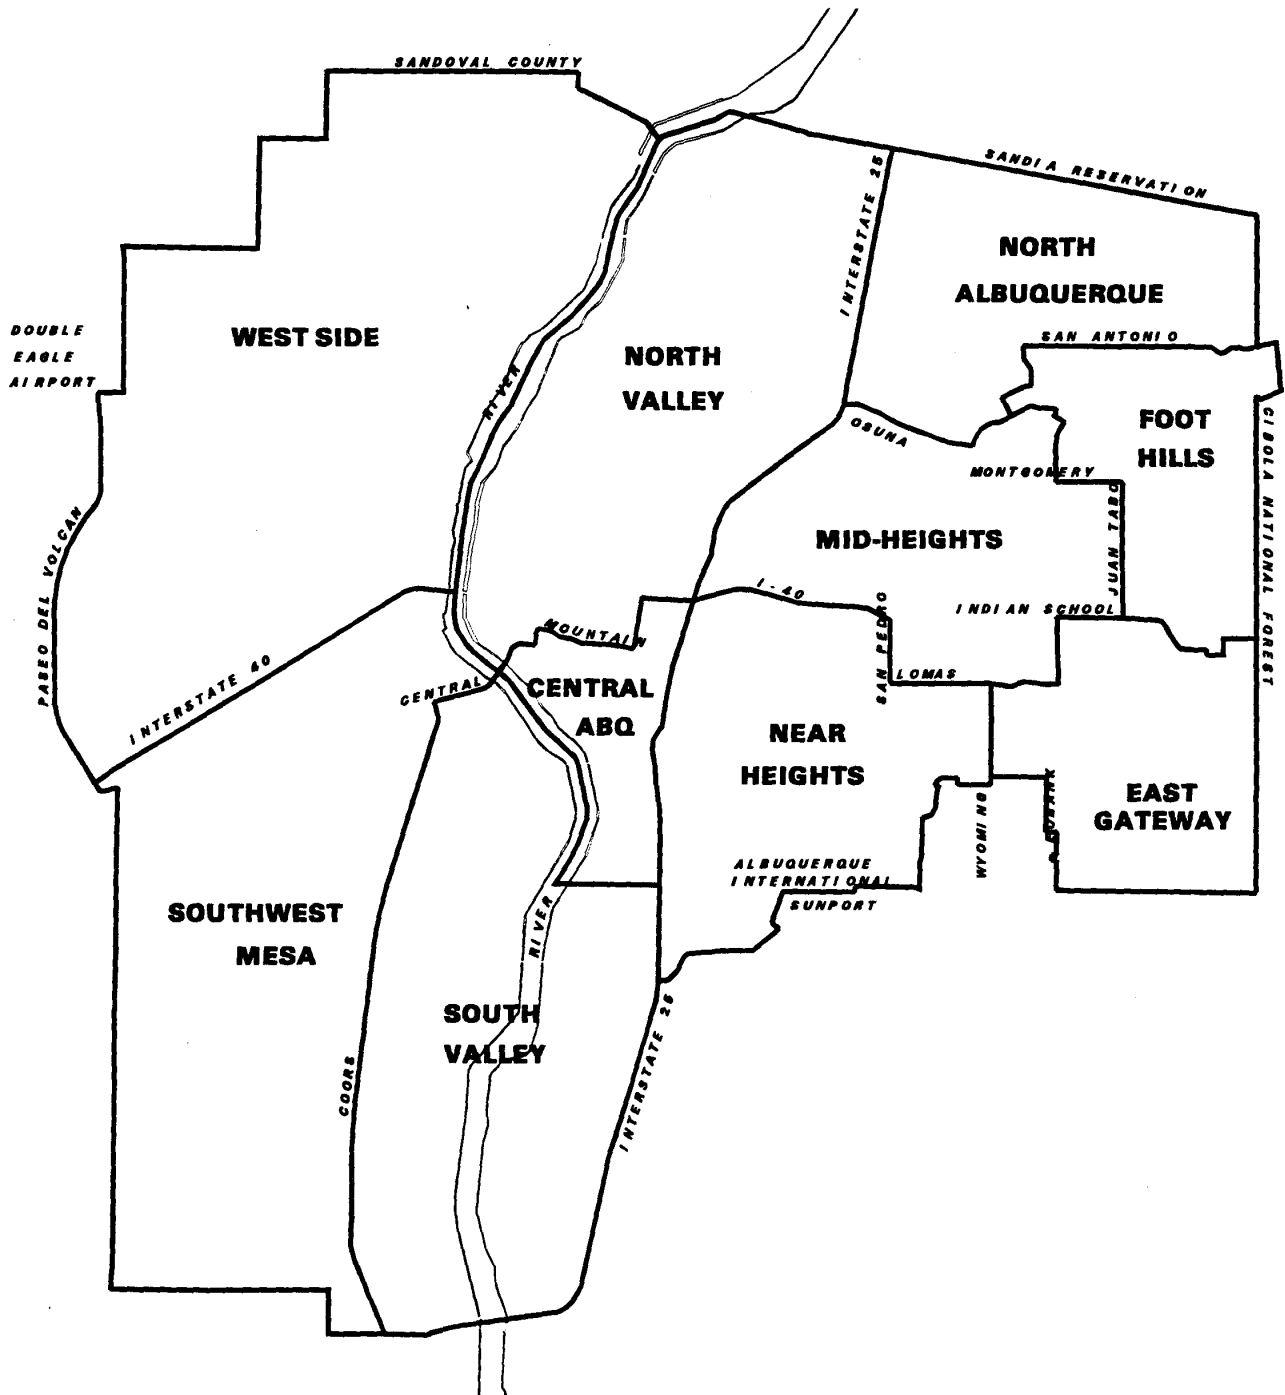 SANDOVAL COUNTY
SANDIA RESERVATION
INTERSTATE 25
NORTH
ALBUQUERQUE
DOUBLE
EAGLE
AIRPORT
WEST SIDE
SAN ANTONIO
NORTH
VALLEY
RIVER
FOOT
HILLS
OSUNA
CIBOLA NATIONAL FOREST
MONTGOMERY
JUAN TABO
PASEO DEL VOLCAN
MID-HEIGHTS
I-40
SAN PEDRO
INDIAN SCHOOL
MOUNTAIN
INTERSTATE 40
CENTRAL
CENTRAL
ABQ
LOMAS
NEAR
HEIGHTS
EAST
GATEWAY
WYOMING
ALBUQUERQUE
INTERNATIONAL
SUNPORT
SOUTHWEST
MESA
RIVER
SOUTH
VALLEY
COORS
INTERSTATE 25